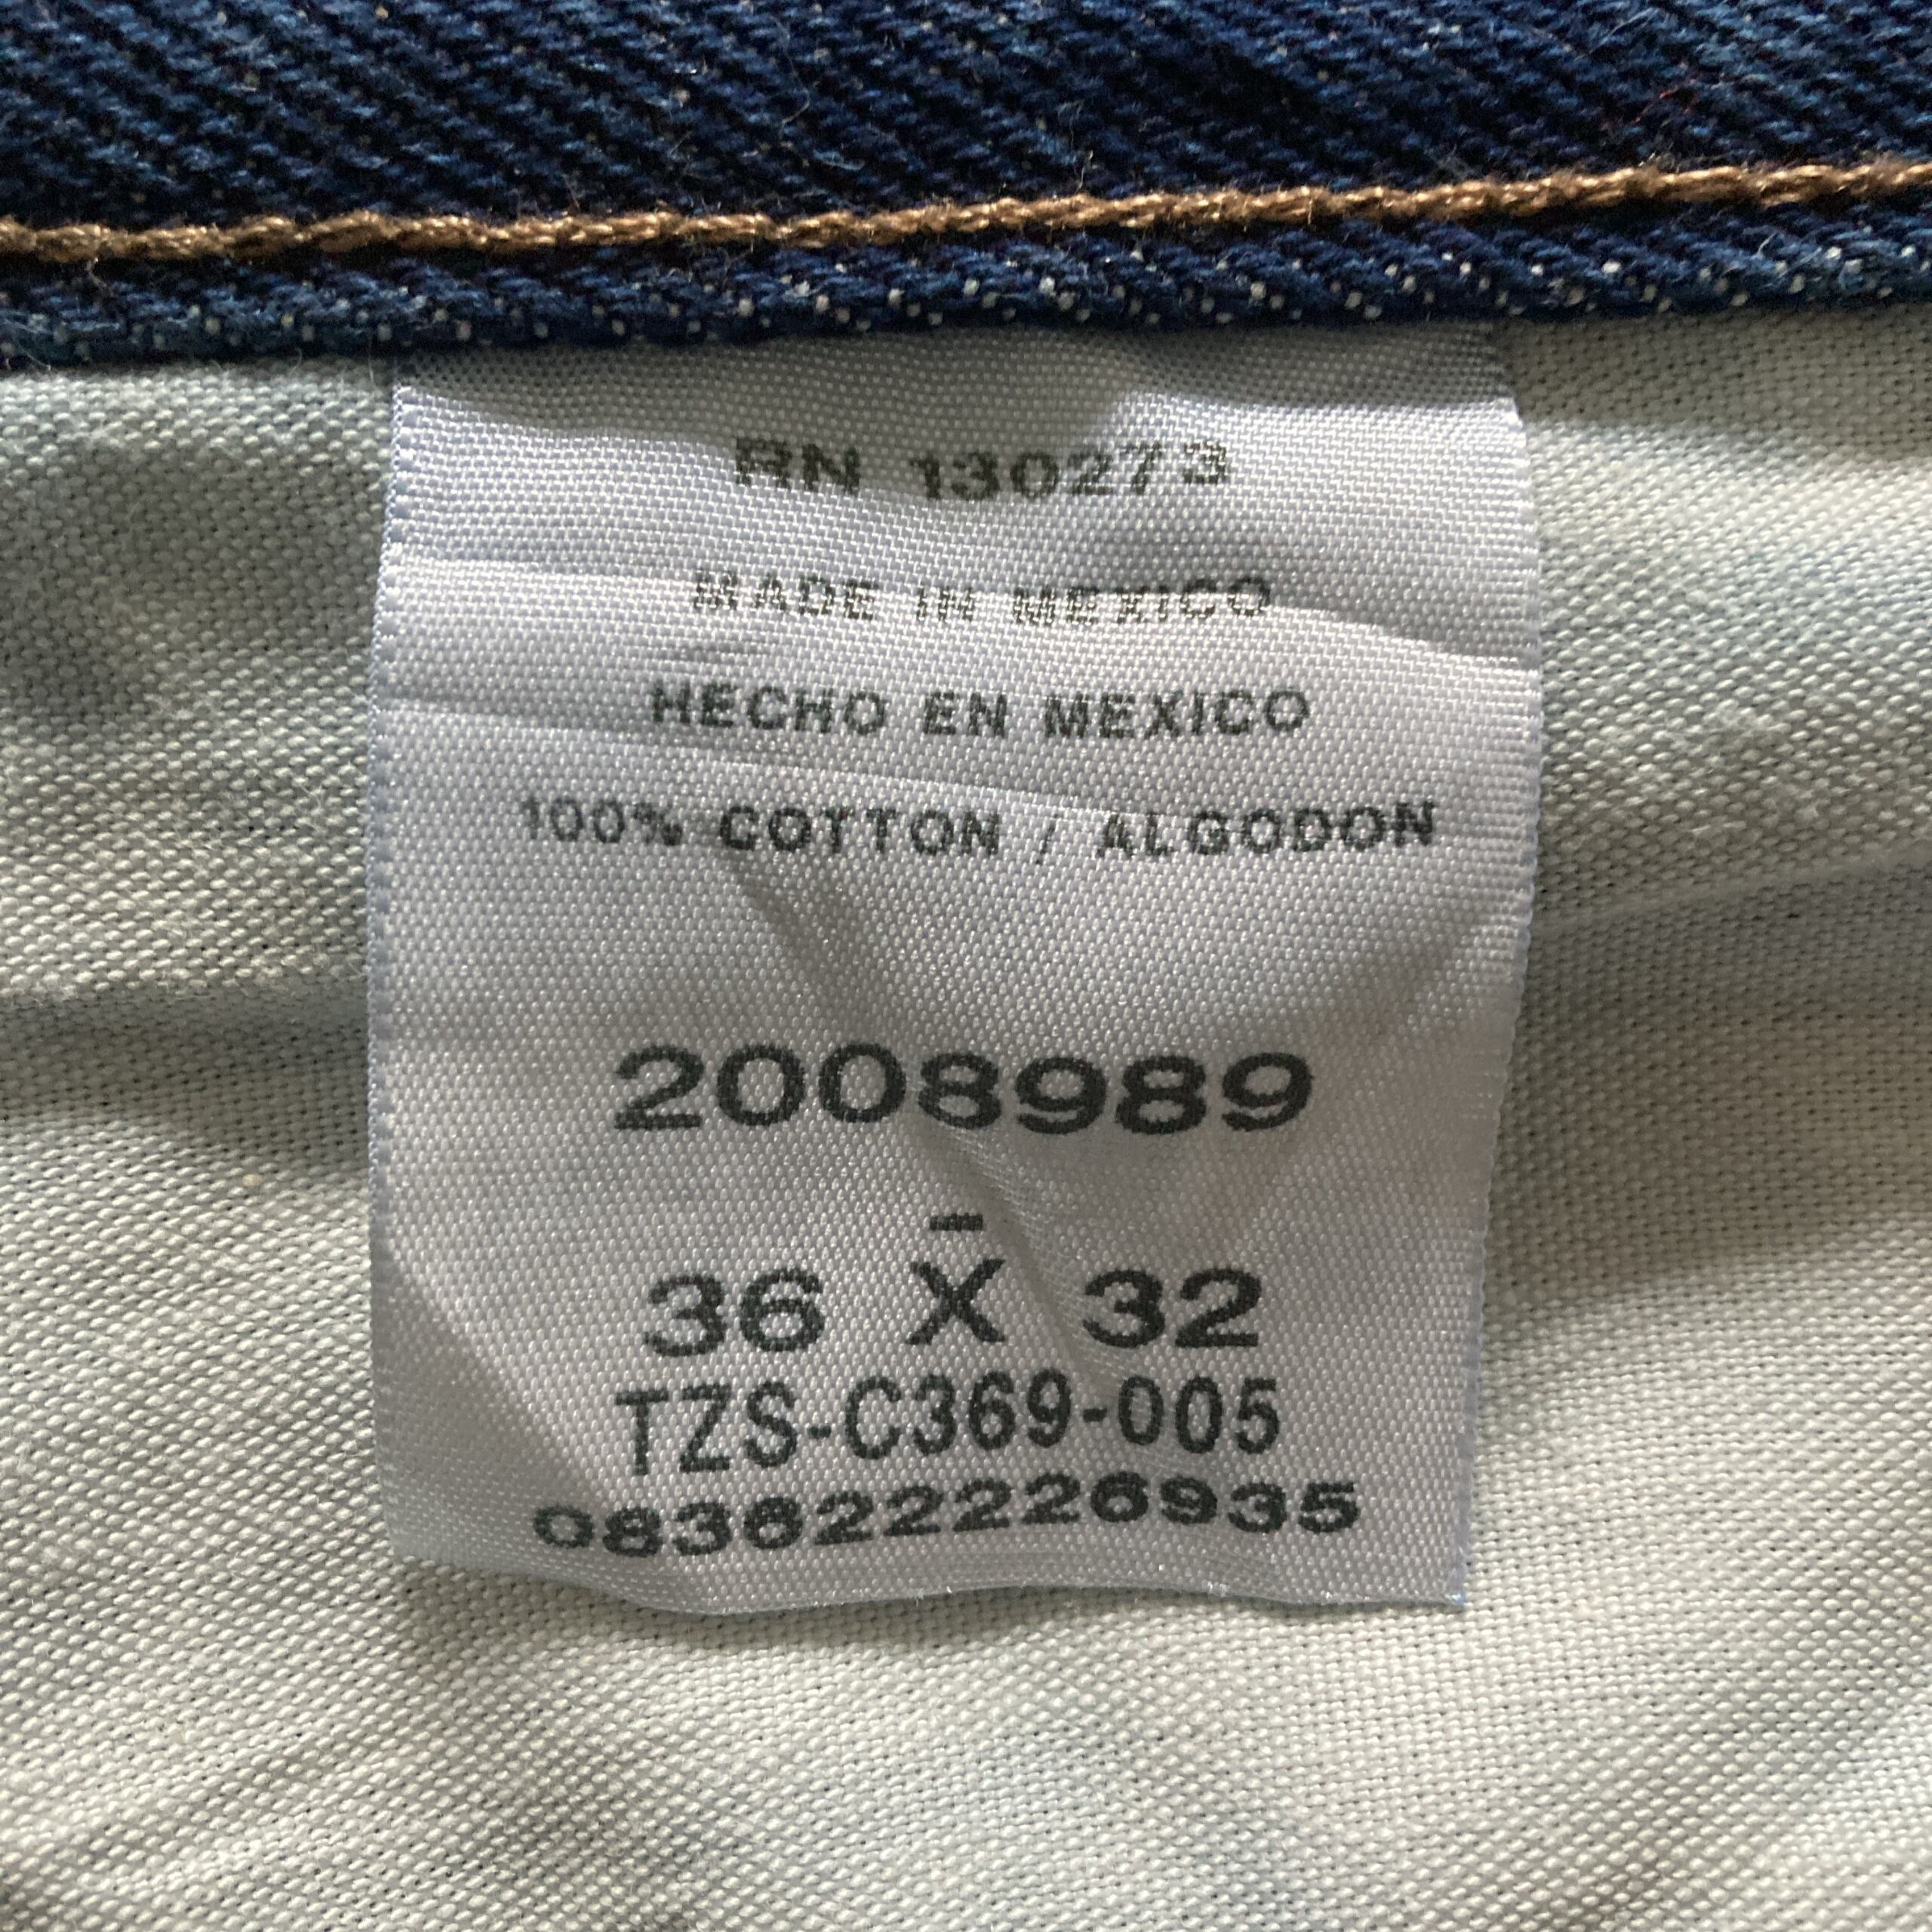 RN 130273
MADE IN MEXICO
HECHO EN MEXICO
100% COTTON / ALGODON
2008989
-
36 X 32
TZS-C369-005
083622226935